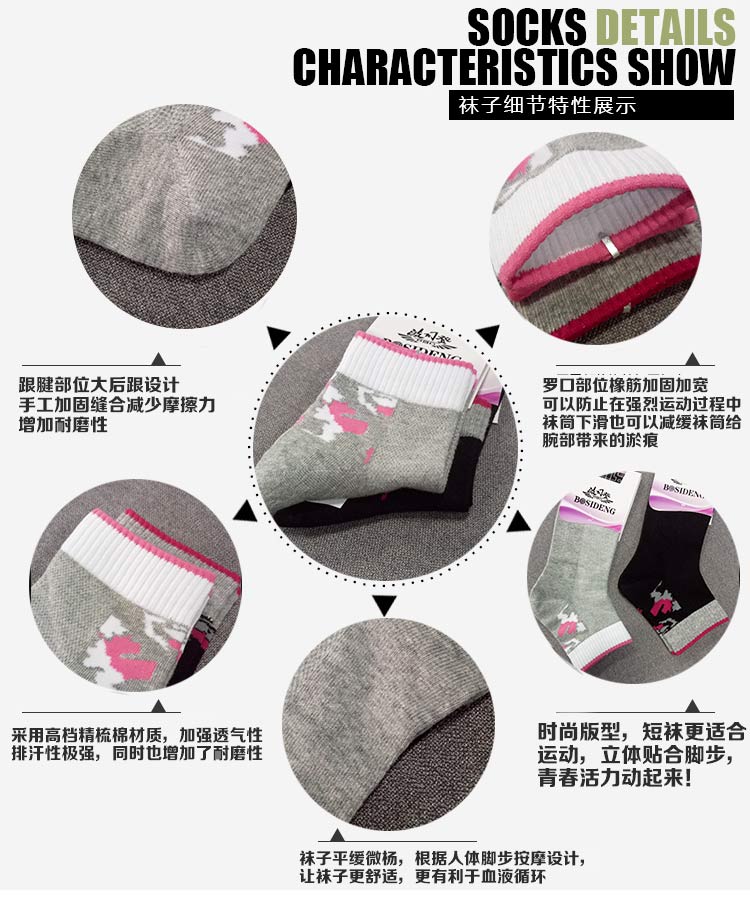 SOCKS DETAILS
CHARACTERISTICS SHOW
袜子细节特性展示
BOSIDENG
跟腱部位大后跟设计
手工加固缝合减少摩擦力
增加耐磨性
罗口部位橡筋加固加宽
可以防止在强烈运动过程中
袜筒下滑也可以减缓袜筒给
腕部带来的淤痕
BOSIDENG
BOSIDENG
采用高档精梳棉材质，加强透气性
排汗性极强，同时也增加了耐磨性
时尚版型，短袜更适合
运动，立体贴合脚步，
青春活力动起来！
袜子平缓微杨，根据人体脚步按摩设计，
让袜子更舒适，更有利于血液循环